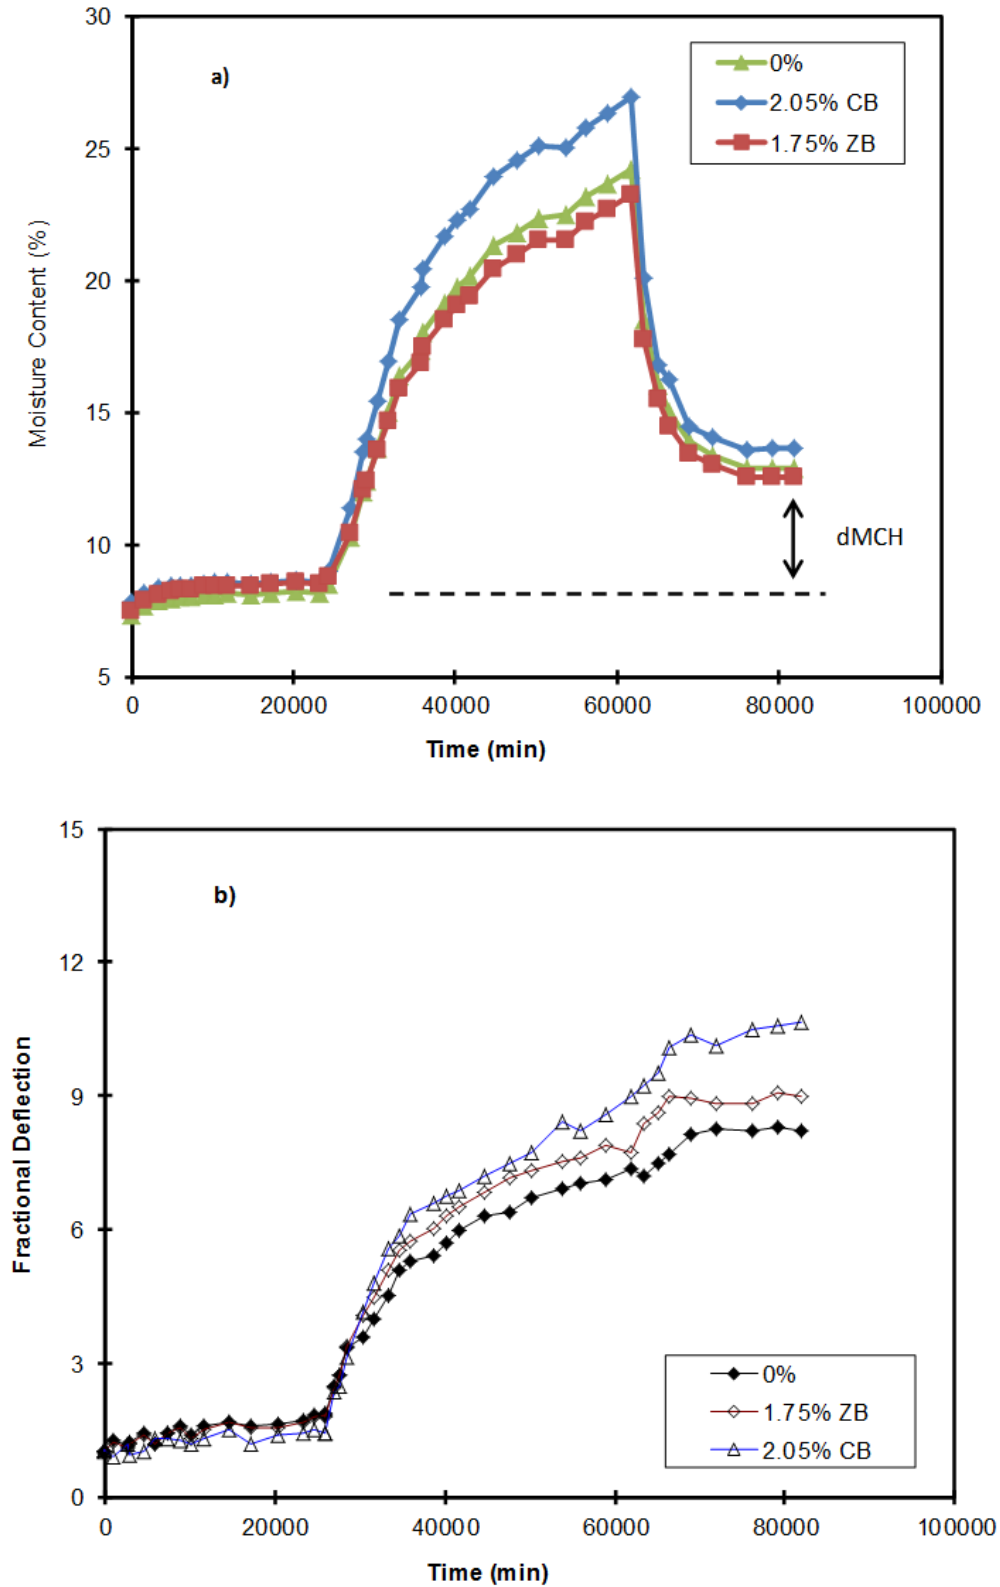 30
25
20
15
10
5
Moisture Content (%)
a)
0%
2.05% CB
1.75% ZB
dMCH
0 20000 40000 60000 80000 100000
Time (min)
15
12
9
6
3
0
Fractional Deflection
b)
0%
1.75% ZB
2.05% CB
0 20000 40000 60000 80000 100000
Time (min)